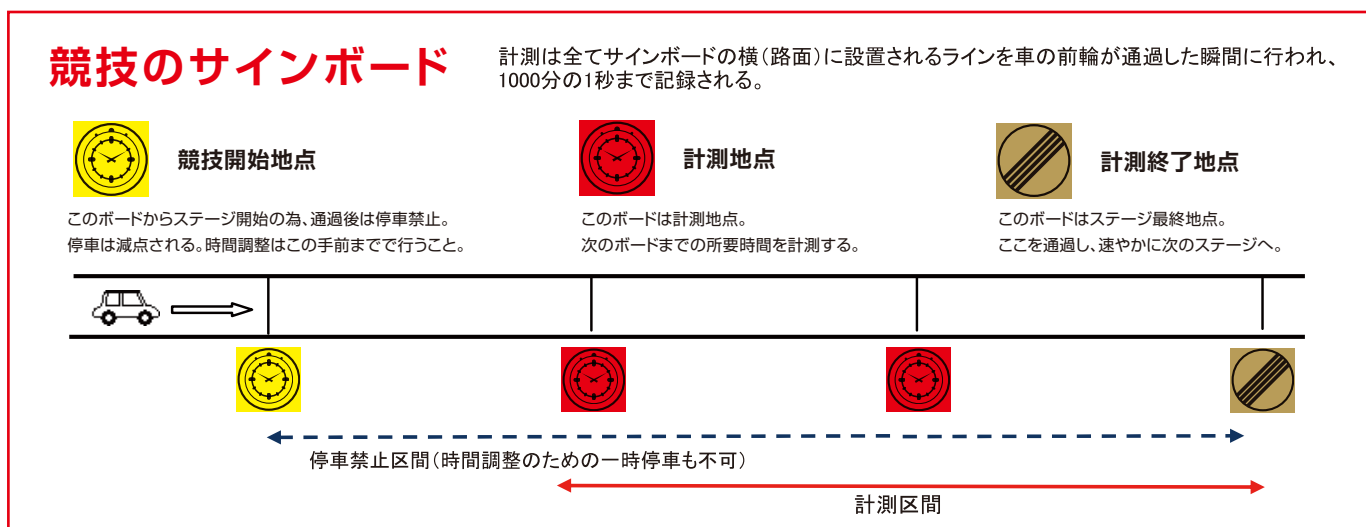 競技のサインボード
計測は全てサインボードの横(路面)に設置されるラインを車の前輪が通過した瞬間に行われ、
1000分の1秒まで記録される。
競技開始地点
このボードからステージ開始の為、通過後は停車禁止。
停車は減点される。時間調整はこの手前までで行うこと。
計測地点
このボードは計測地点。
次のボードまでの所要時間を計測する。
計測終了地点
このボードはステージ最終地点。
ここを通過し、速やかに次のステージへ。
停車禁止区間(時間調整のための一時停車も不可)
計測区間